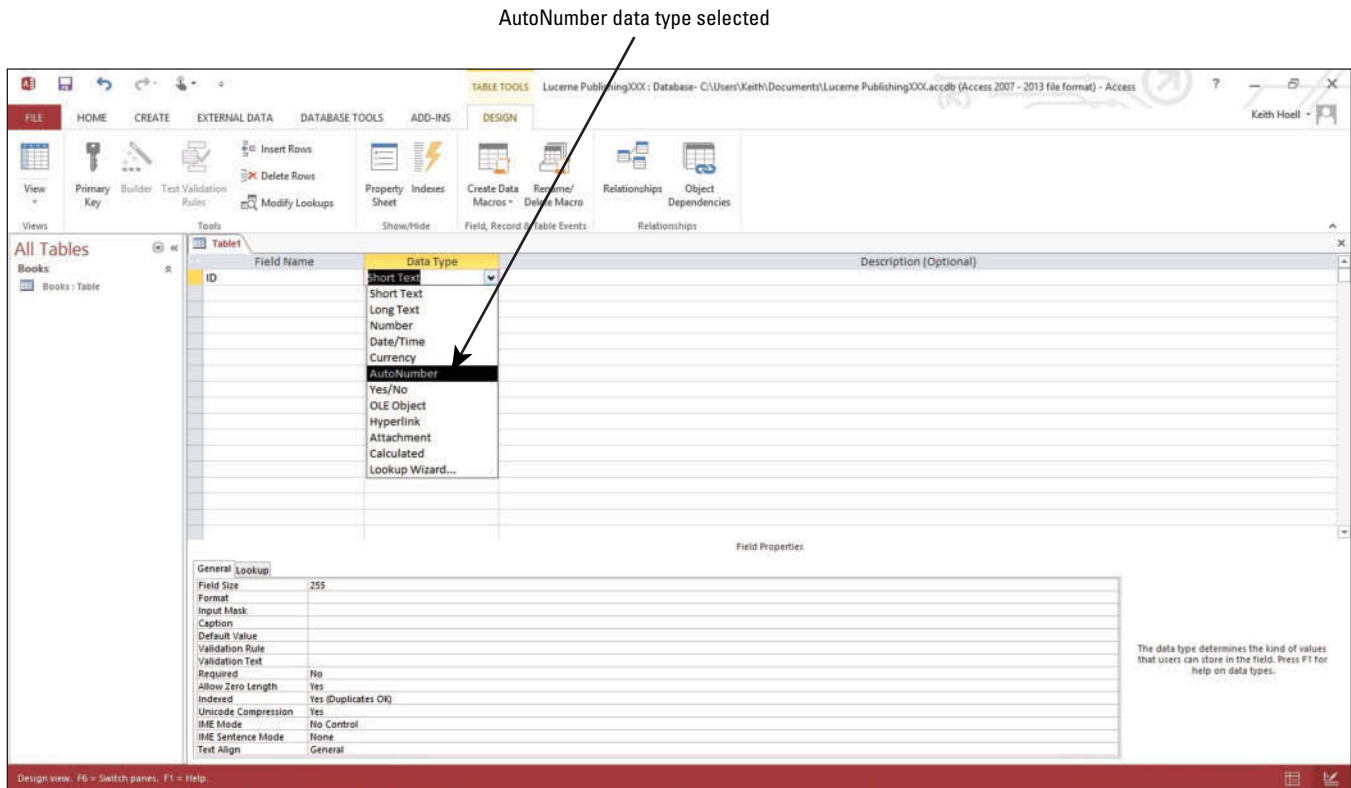 AutoNumber data type selected
TABLE TOOLS Lucerne PublishingXXX : Database- C:\Users\Keith\Documents\Lucerne PublishingXXX.accdb (Access 2007 - 2013 file format) - Access ?
FILE HOME CREATE EXTERNAL DATA DATABASE TOOLS ADD-INS DESIGN Keith Hoell
Insert Rows
Delete Rows
Modify Lookups
View Primary Key Builder Test Validation Rules Property Sheet Indexes Create Data Macros Rename/ Delete Macro Relationships Object Dependencies
Views Tools Show/Hide Field, Record & Table Events Relationships
All Tables «
Table1
Books
Books : Table
Field Name Data Type Description (Optional)
ID Short Text
Short Text
Long Text
Number
Date/Time
Currency
AutoNumber
Yes/No
OLE Object
Hyperlink
Attachment
Calculated
Lookup Wizard...
Field Properties
General Lookup
Field Size 255
Format
Input Mask
Caption
Default Value
Validation Rule
Validation Text
Required No
Allow Zero Length Yes
Indexed Yes (Duplicates OK)
Unicode Compression Yes
IME Mode No Control
IME Sentence Mode None
Text Align General
The data type determines the kind of values
that users can store in the field. Press F1 for
help on data types.
Design view. F6 = Switch panes. F1 = Help.